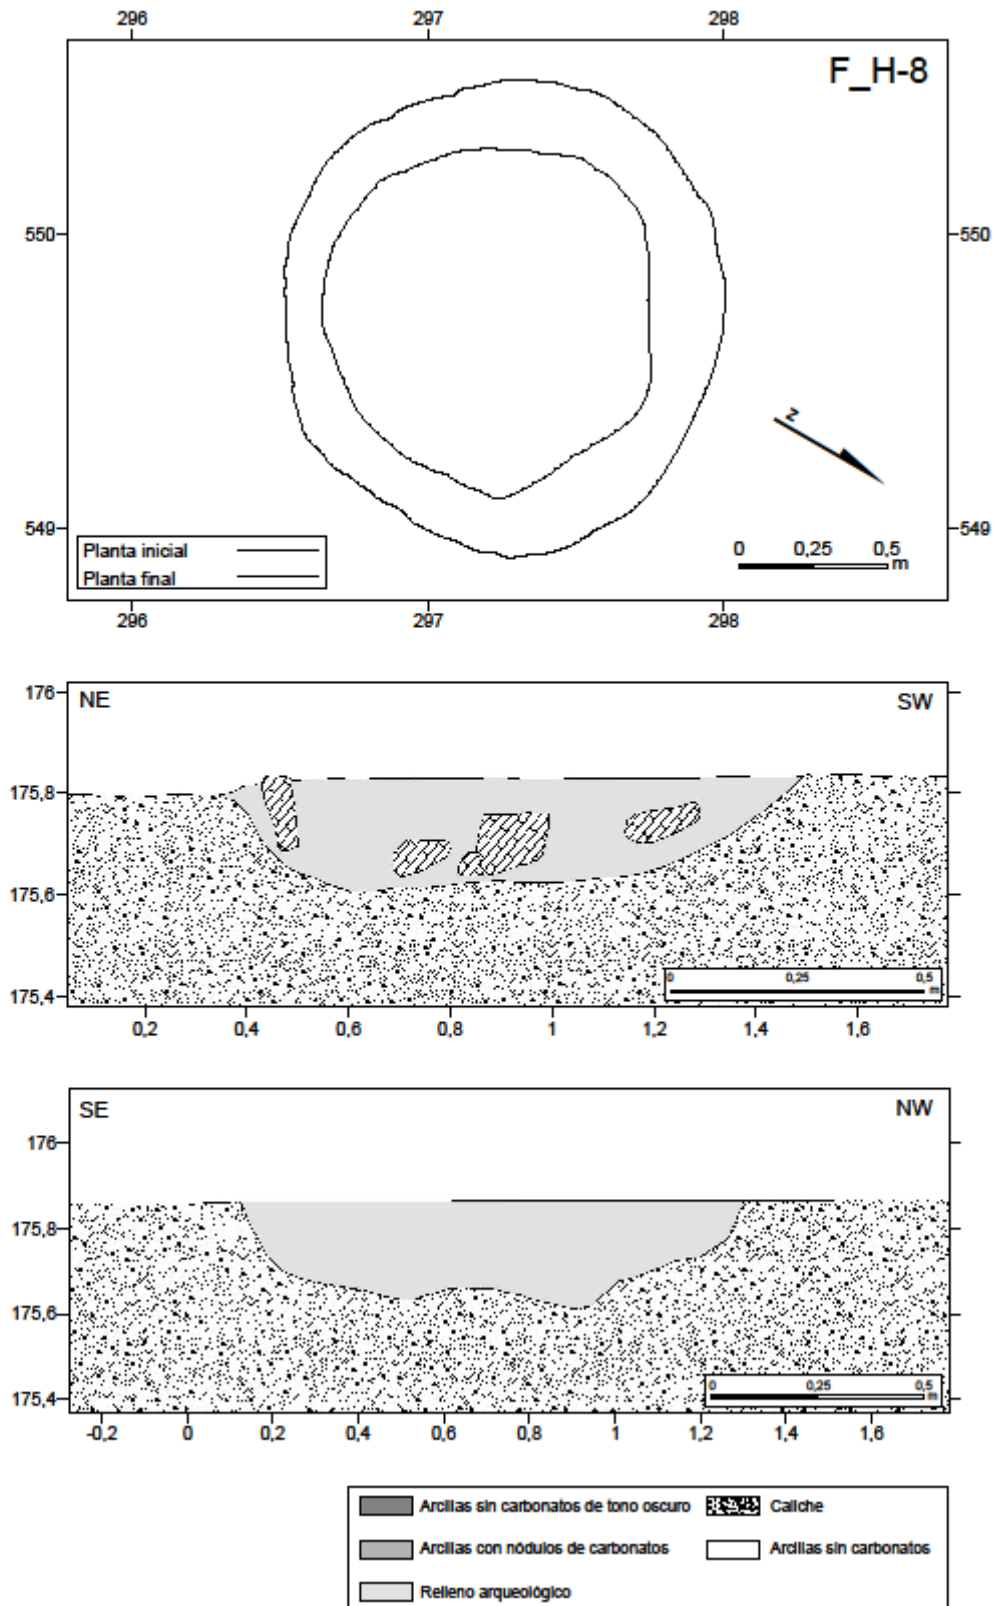 296 297 298
F_H-8
550 550
z
549 549
Planta inicial
Planta final
0 0,25 0,5
m
296 297 298
176
NE SW
175,8
175,6
175,4
0 0,25 0,5
m
0,2 0,4 0,6 0,8 1 1,2 1,4 1,6
SE NW
176
175,8
175,6
175,4
0 0,25 0,5
m
-0,2 0 0,2 0,4 0,6 0,8 1 1,2 1,4 1,6
Arcillas sin carbonatos de tono oscuro Caliche
Arcillas con nódulos de carbonatos Arcillas sin carbonatos
Relleno arqueológico